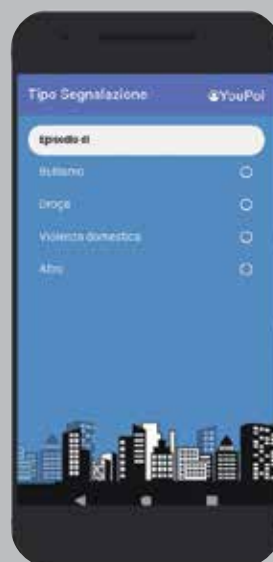 Tipo Segnalazione
YouPol
Episodio di
Bullismo
Droga
Violenza domestica
Altro